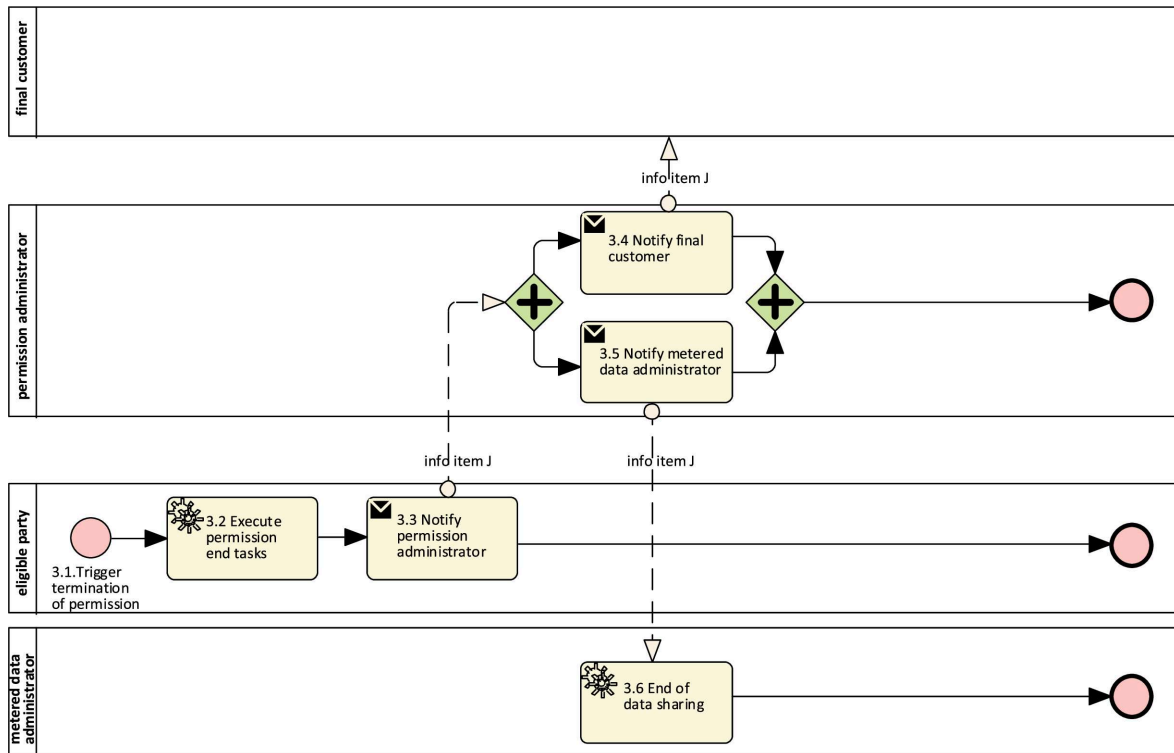 final customer
info item J
permission administrator
3.4 Notify final
customer
3.5 Notify metered
data administrator
info item J
info item J
eligible party
3.1.Trigger
termination
of permission
3.2 Execute
permission
end tasks
3.3 Notify
permission
administrator
metered data
administrator
3.6 End of
data sharing